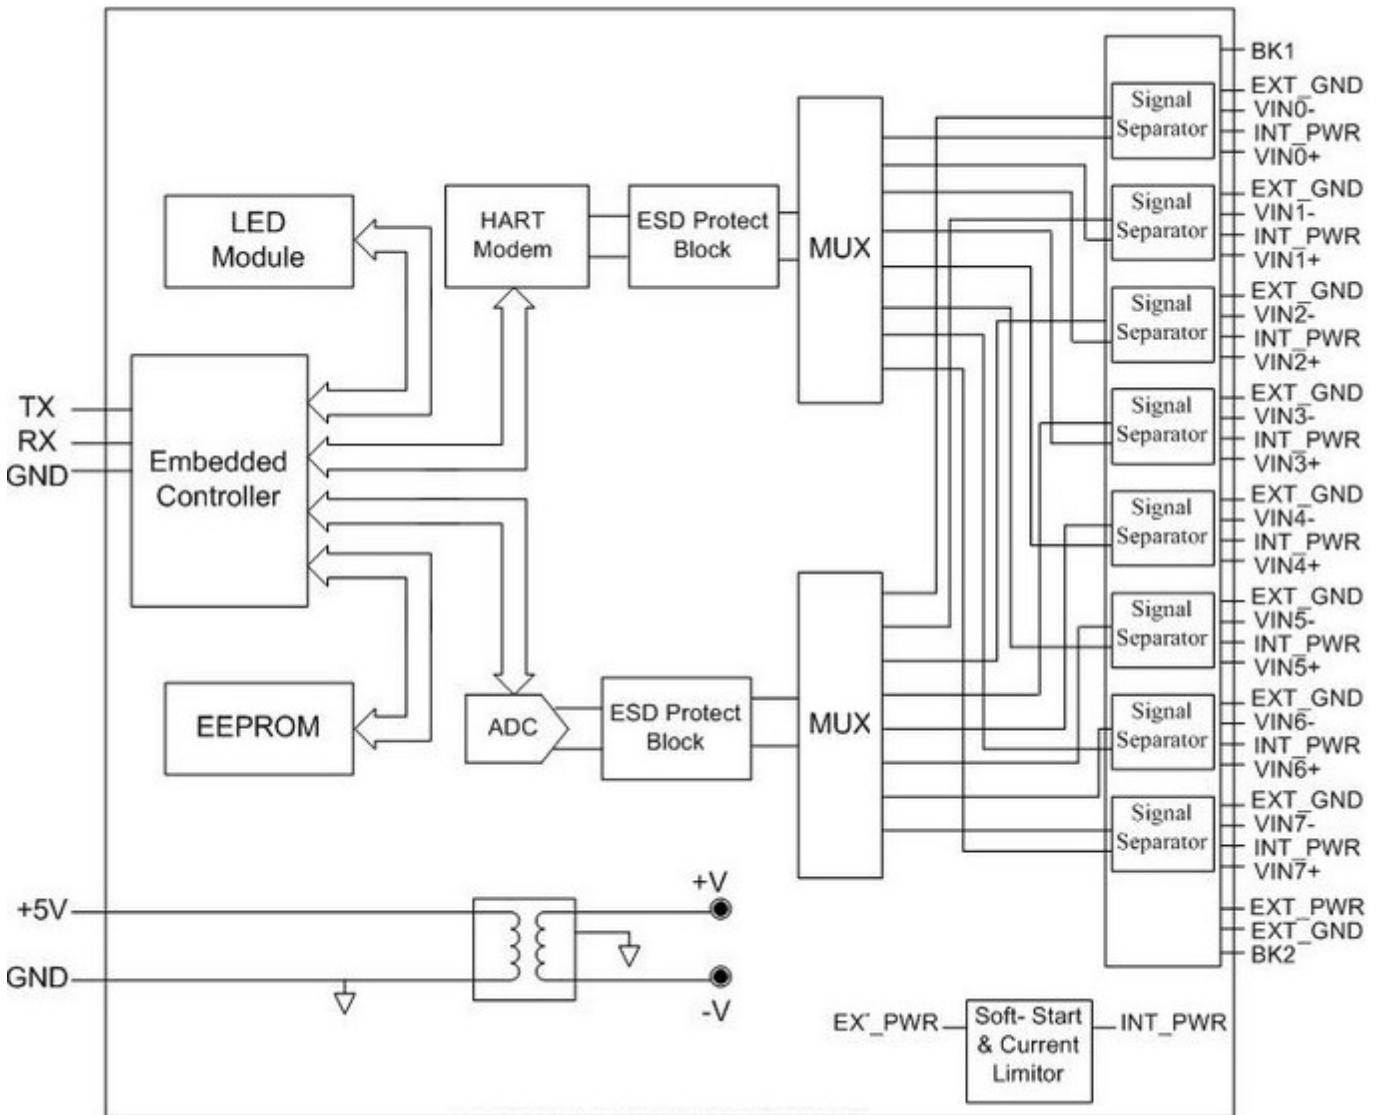 BK1
EXT_GND
VIN0-
INT_PWR
VIN0+
Signal
Separator
EXT_GND
VIN1-
INT_PWR
VIN1+
Signal
Separator
EXT_GND
VIN2-
INT_PWR
VIN2+
Signal
Separator
EXT_GND
VIN3-
INT_PWR
VIN3+
Signal
Separator
EXT_GND
VIN4-
INT_PWR
VIN4+
Signal
Separator
EXT_GND
VIN5-
INT_PWR
VIN5+
Signal
Separator
EXT_GND
VIN6-
INT_PWR
VIN6+
Signal
Separator
EXT_GND
VIN7-
INT_PWR
VIN7+
Signal
Separator
EXT_PWR
EXT_GND
BK2
LED
Module
HART
Modem
ESD Protect
Block
MUX
TX
RX
GND
Embedded
Controller
EEPROM
ADC
ESD Protect
Block
MUX
+5V
GND
+V
-V
EX_PWR
Soft- Start
& Current
Limitor
INT_PWR